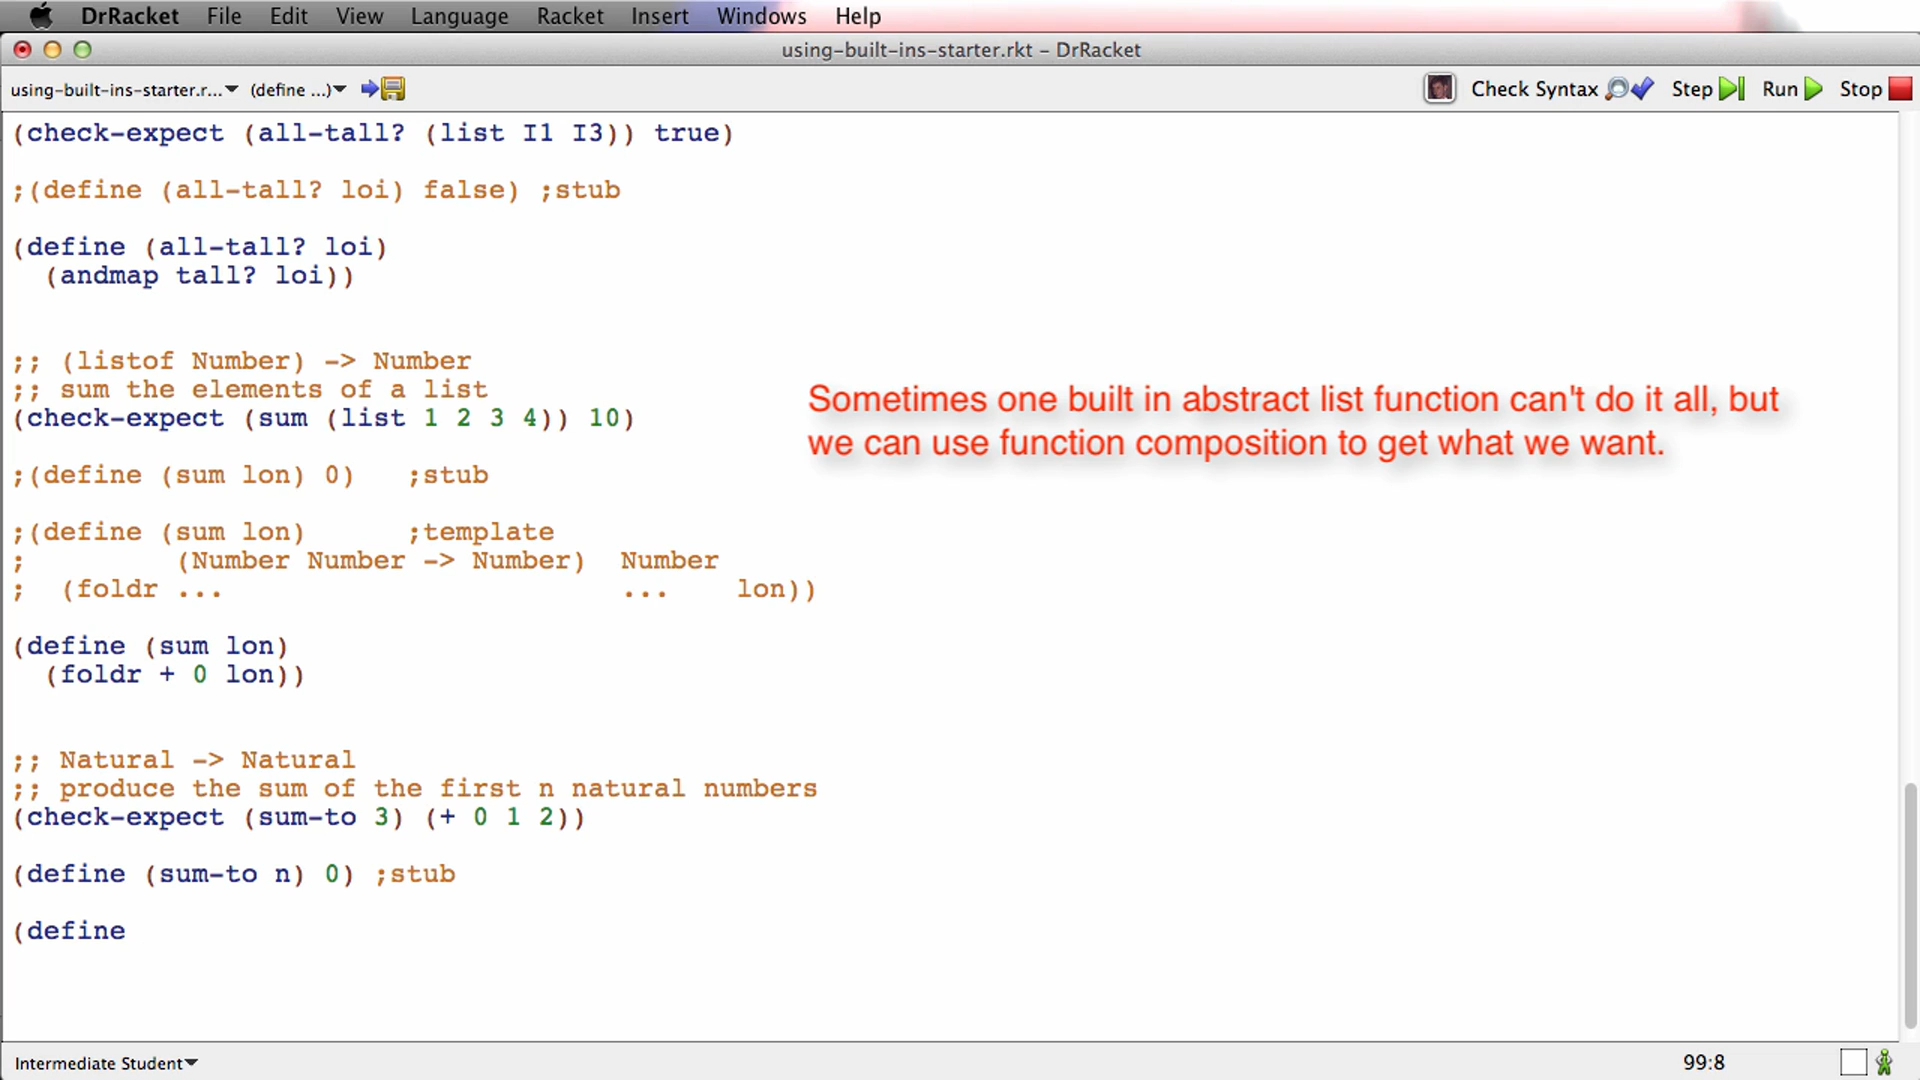 DrRacket File Edit View Language Racket Insert Windows Help
using-built-ins-starter.rkt - DrRacket
using-built-ins-starter.r... (define ...) Check Syntax Step Run Stop
(check-expect (all-tall? (list I1 I3)) true)
;(define (all-tall? loi) false) ;stub
(define (all-tall? loi)
(andmap tall? loi))
;; (listof Number) -> Number
;; sum the elements of a list
(check-expect (sum (list 1 2 3 4)) 10)
Sometimes one built in abstract list function can't do it all, but
we can use function composition to get what we want.
;(define (sum lon) 0) ;stub
;(define (sum lon) ;template
; (Number Number -> Number) Number
; (foldr ... ... lon))
(define (sum lon)
(foldr + 0 lon))
;; Natural -> Natural
;; produce the sum of the first n natural numbers
(check-expect (sum-to 3) (+ 0 1 2))
(define (sum-to n) 0) ;stub
(define
Intermediate Student 99:8